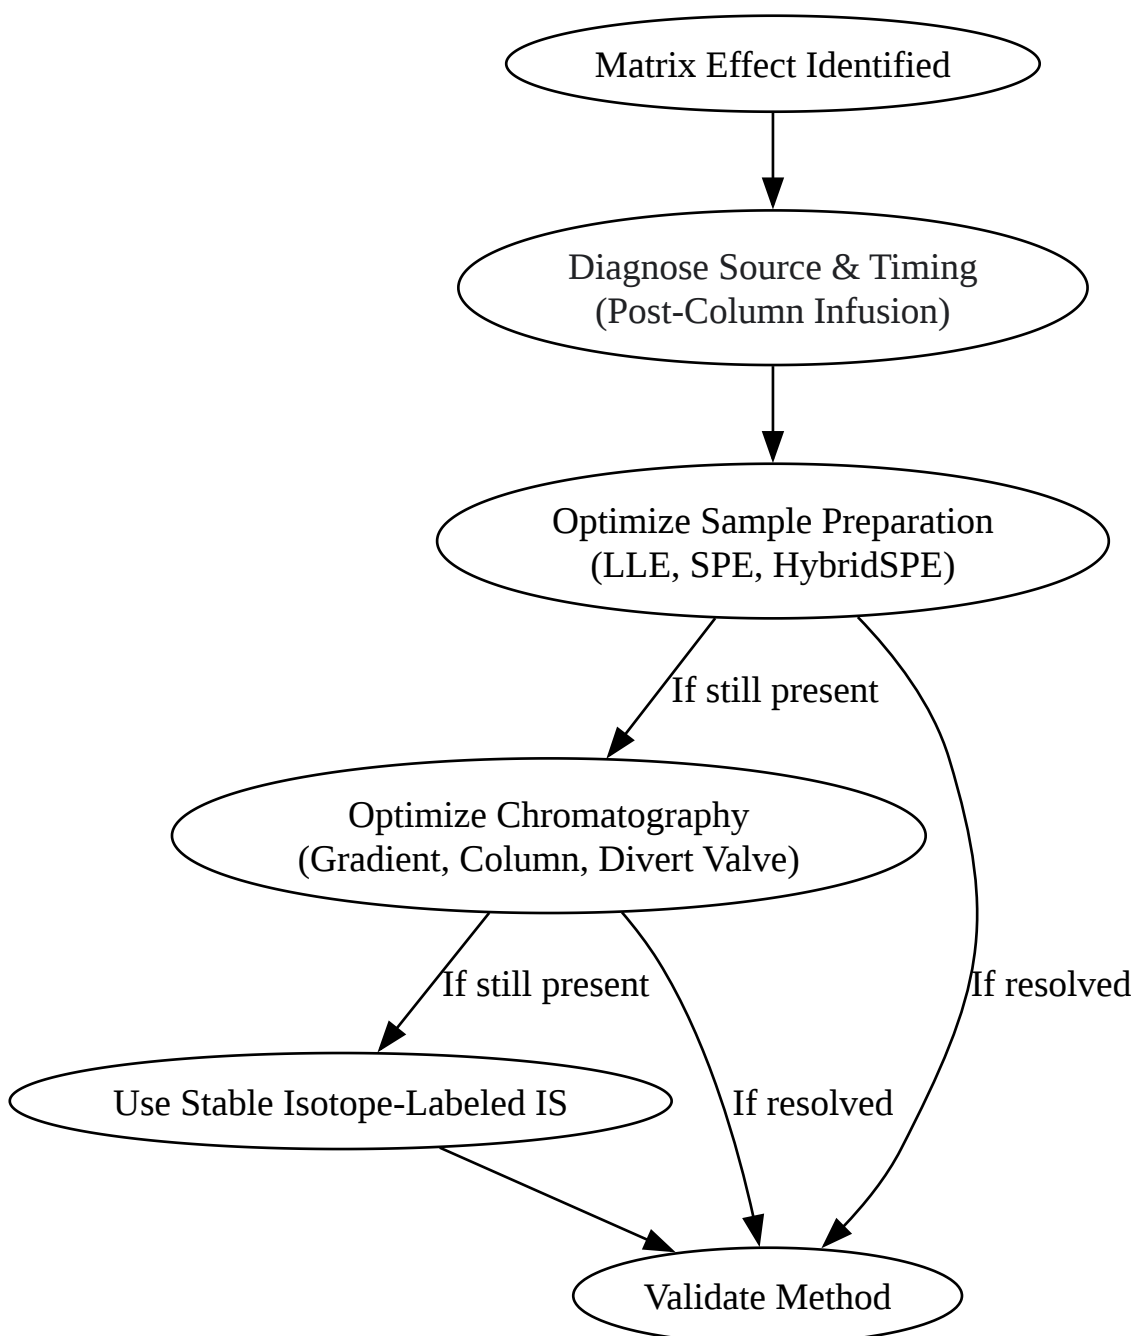 Matrix Effect Identified
Diagnose Source & Timing
(Post-Column Infusion)
Optimize Sample Preparation
(LLE, SPE, HybridSPE)
If still present
Optimize Chromatography
(Gradient, Column, Divert Valve)
If still present
If resolved
Use Stable Isotope-Labeled IS
If resolved
Validate Method